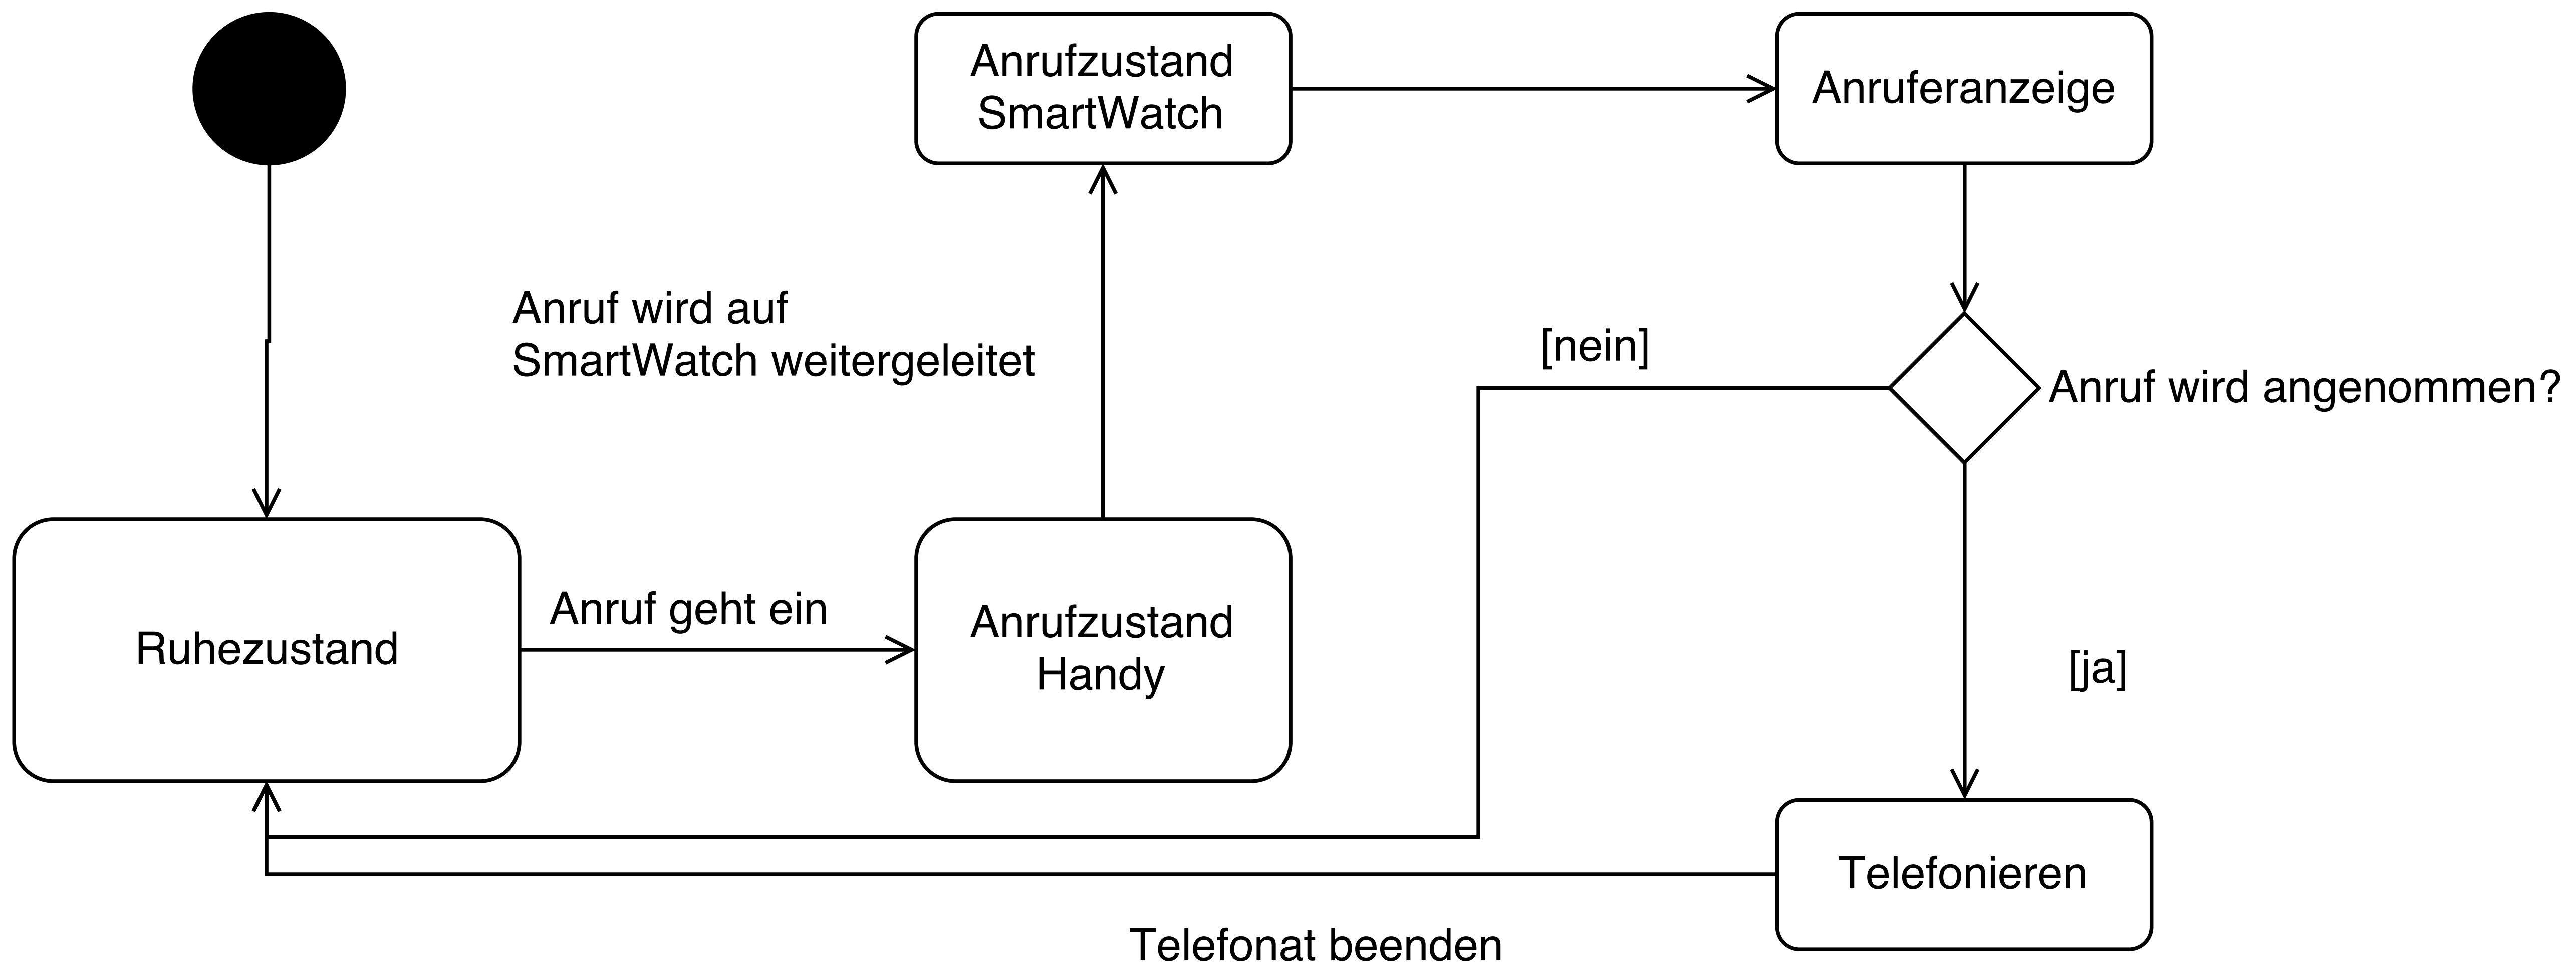 Anrufzustand
SmartWatch
Anruferanzeige
Anruf wird auf
SmartWatch weitergeleitet
[nein]
Anruf wird angenommen?
Ruhezustand
Anruf geht ein
Anrufzustand
Handy
[ja]
Telefonieren
Telefonat beenden